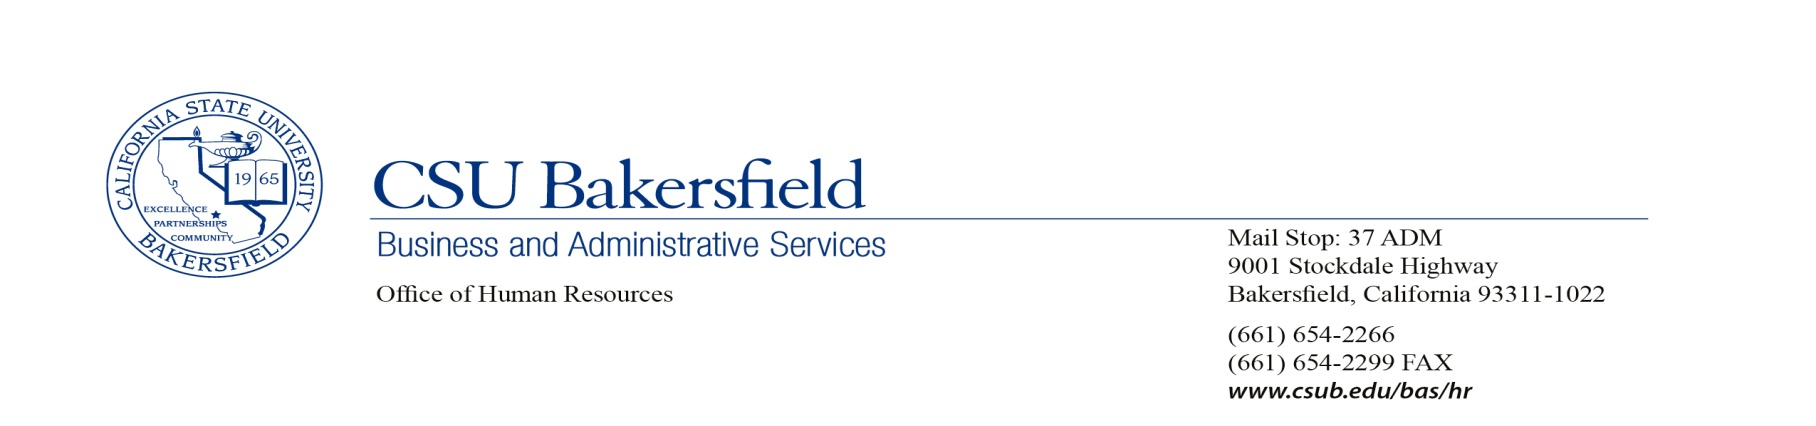 CALIFORNIA STATE UNIVERSITY
BAKERSFIELD
19 65
EXCELLENCE
PARTNERSHIPS
COMMUNITY
CSU Bakersfield
Business and Administrative Services
Office of Human Resources
Mail Stop: 37 ADM
9001 Stockdale Highway
Bakersfield, California 93311-1022
(661) 654-2266
(661) 654-2299 FAX
www.csub.edu/bas/hr